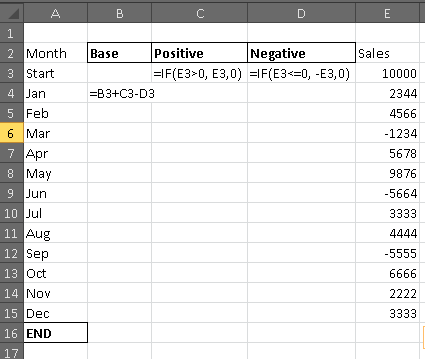 A B C D E
1
2 Month Base Positive Negative Sales
3 Start =IF(E3>0, E3,0) =IF(E3<=0, -E3,0) 10000
4 Jan =B3+C3-D3 2344
5 Feb 4566
6 Mar -1234
7 Apr 5678
8 May 9876
9 Jun -5664
10 Jul 3333
11 Aug 4444
12 Sep -5555
13 Oct 6666
14 Nov 2222
15 Dec 3333
16 END
17